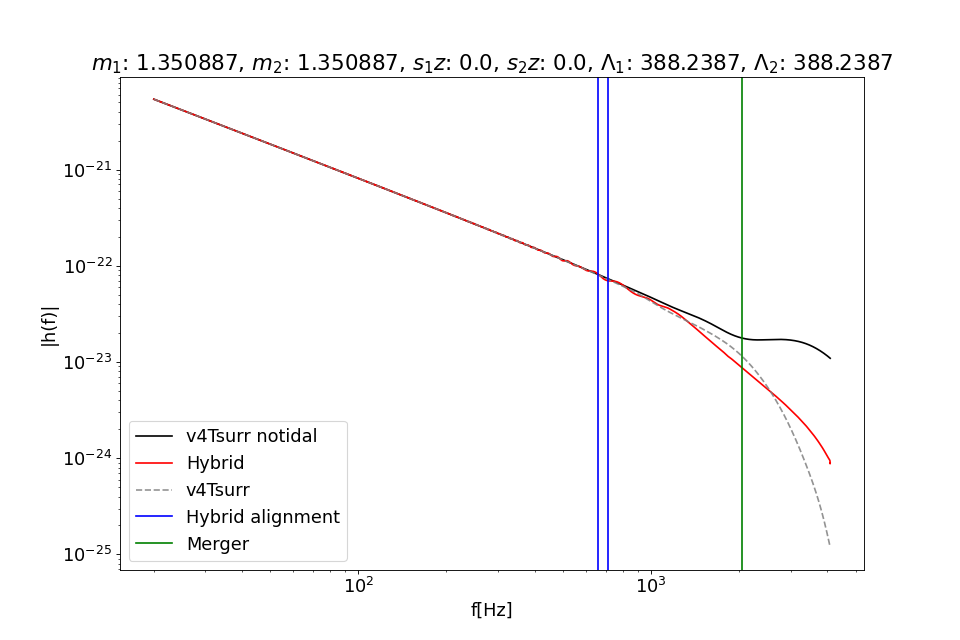 m₁: 1.350887, m₂: 1.350887, s₁z: 0.0, s₂z: 0.0, Λ₁: 388.2387, Λ₂: 388.2387
10⁻²¹
10⁻²²
10⁻²³
10⁻²⁴
10⁻²⁵
|h(f)|
v4Tsurr notidal
Hybrid
v4Tsurr
Hybrid alignment
Merger
10² 10³
f[Hz]